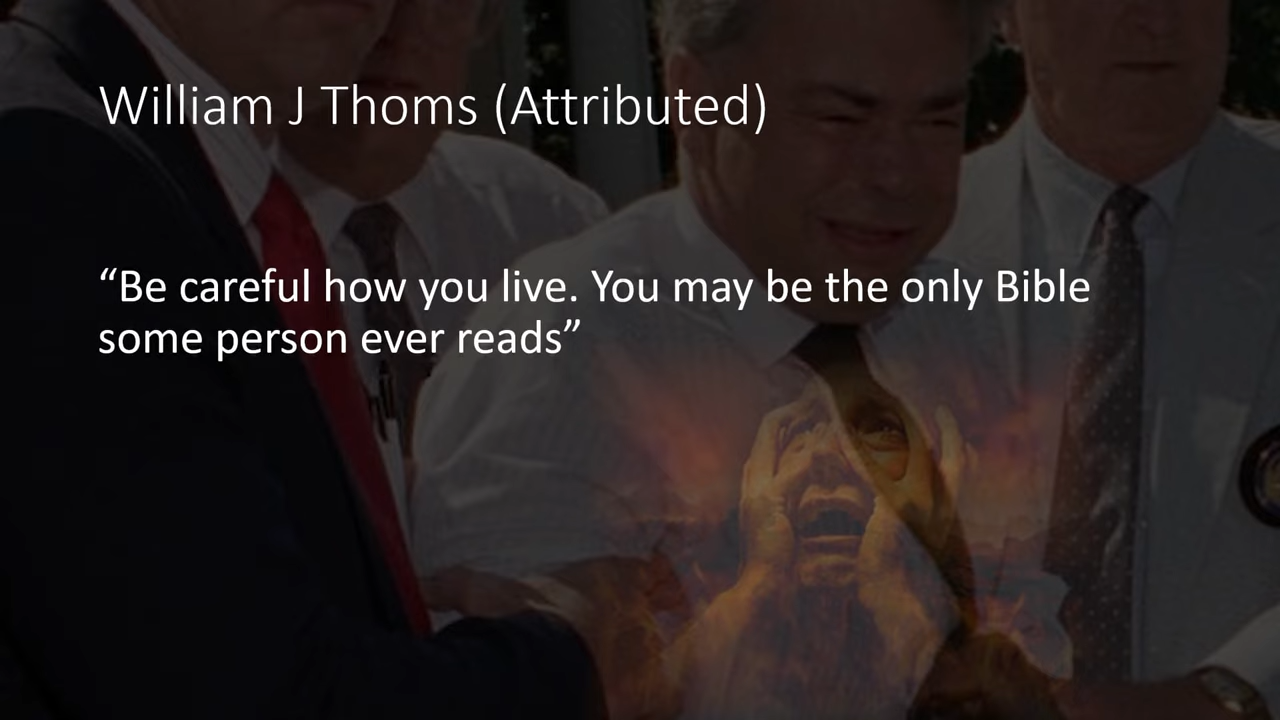 William J Thoms (Attributed)
“Be careful how you live. You may be the only Bible
some person ever reads”